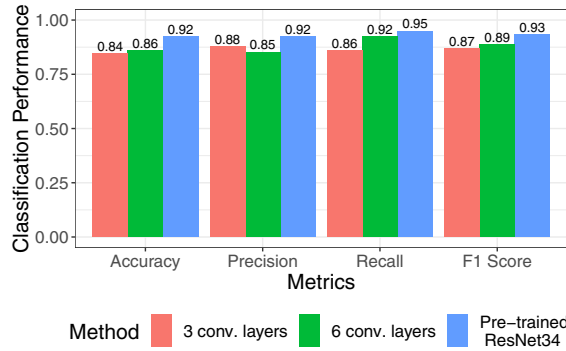 Classification Performance
1.00
0.75
0.50
0.25
0.00
0.84 0.86 0.92
0.88 0.85 0.92
0.86 0.92 0.95
0.87 0.89 0.93
Accuracy Precision Recall F1 Score
Metrics
Method 3 conv. layers 6 conv. layers Pre-trained
ResNet34